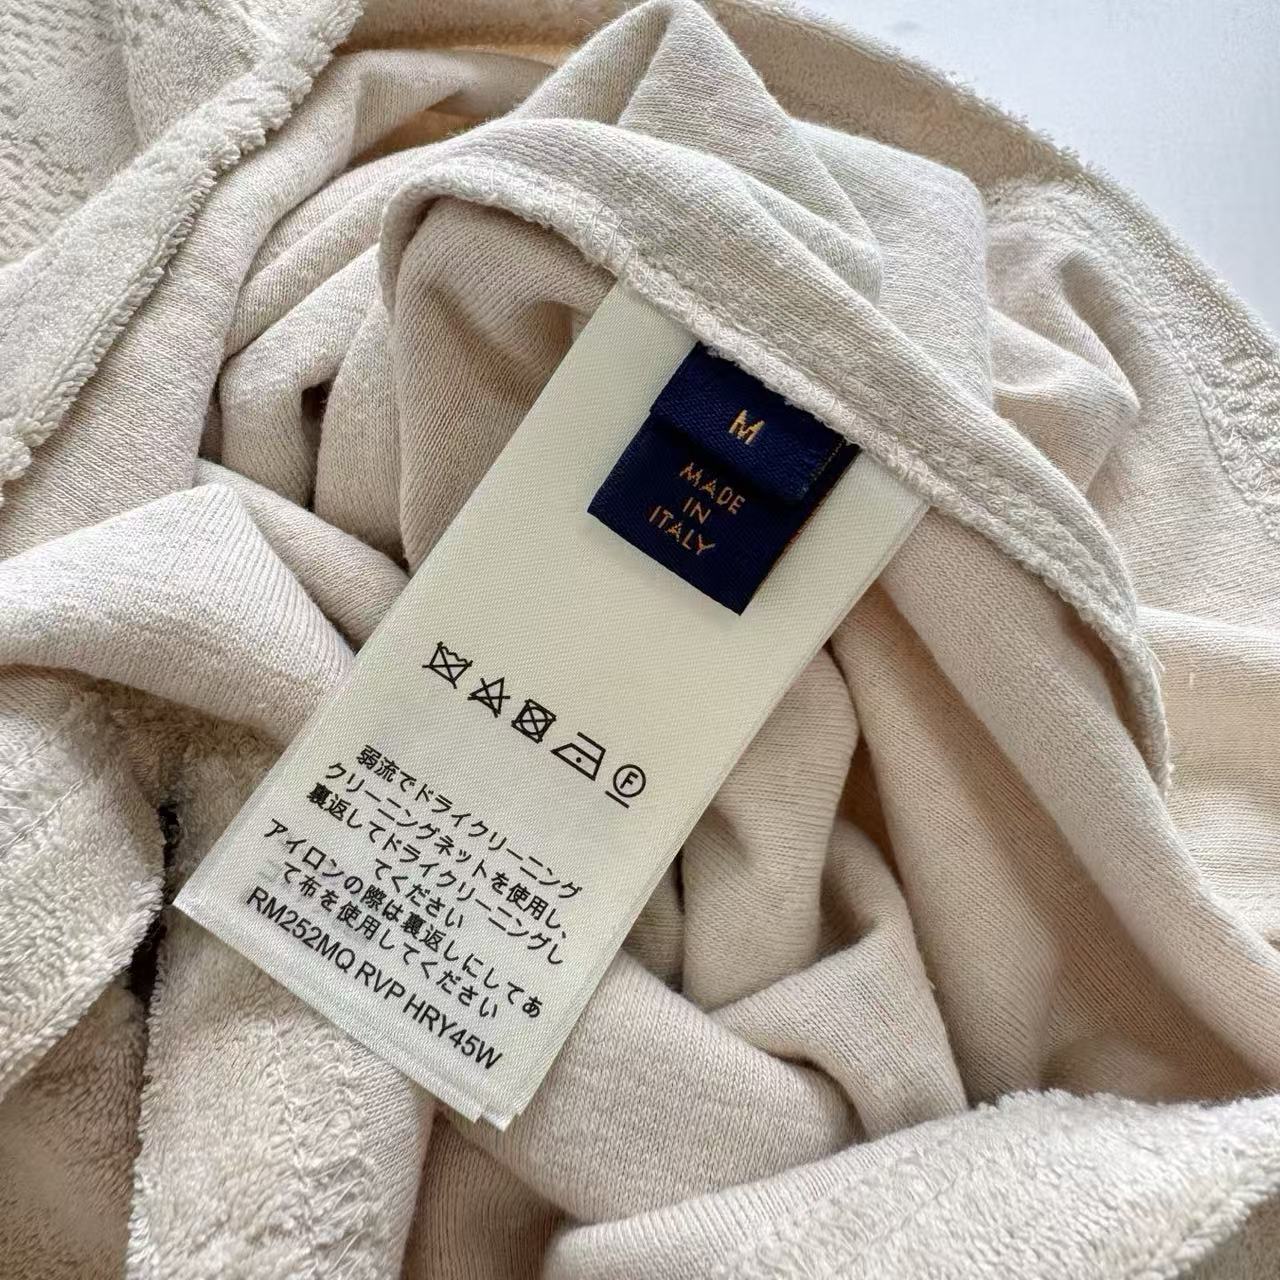 M
MADE
IN
ITALY
F
弱流でドライクリーニング
クリーニングネットを使用し、
裏返してドライクリーニングし
てください
アイロンの際は裏返しにしてあ
て布を使用してください
RM252MQ RVP HRY45W